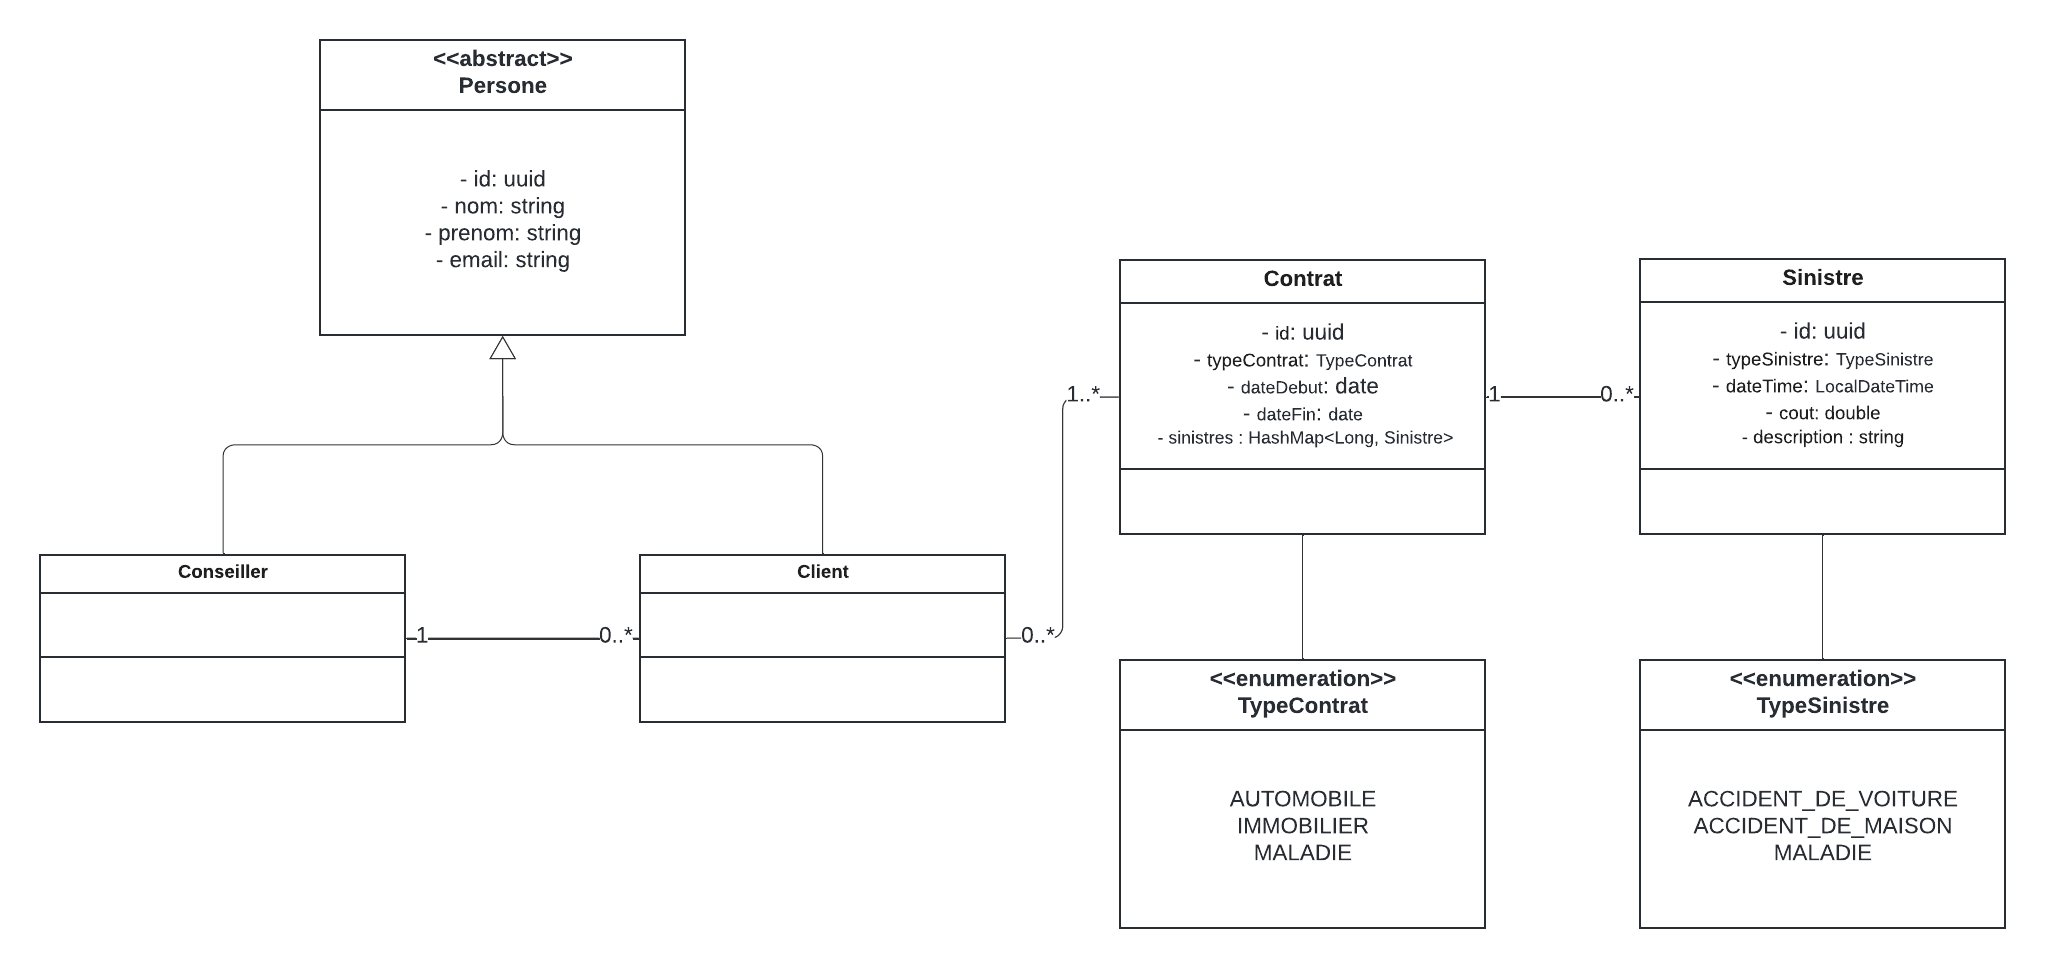 <<abstract>>
Persone
- id: uuid
- nom: string
- prenom: string
- email: string
Conseiller
1
0..*
Client
0..*
1..*
Contrat
- id: uuid
- typeContrat: TypeContrat
- dateDebut: date
- dateFin: date
- sinistres : HashMap<Long, Sinistre>
1
0..*
Sinistre
- id: uuid
- typeSinistre: TypeSinistre
- dateTime: LocalDateTime
- cout: double
- description : string
<<enumeration>>
TypeContrat
AUTOMOBILE
IMMOBILIER
MALADIE
<<enumeration>>
TypeSinistre
ACCIDENT_DE_VOITURE
ACCIDENT_DE_MAISON
MALADIE